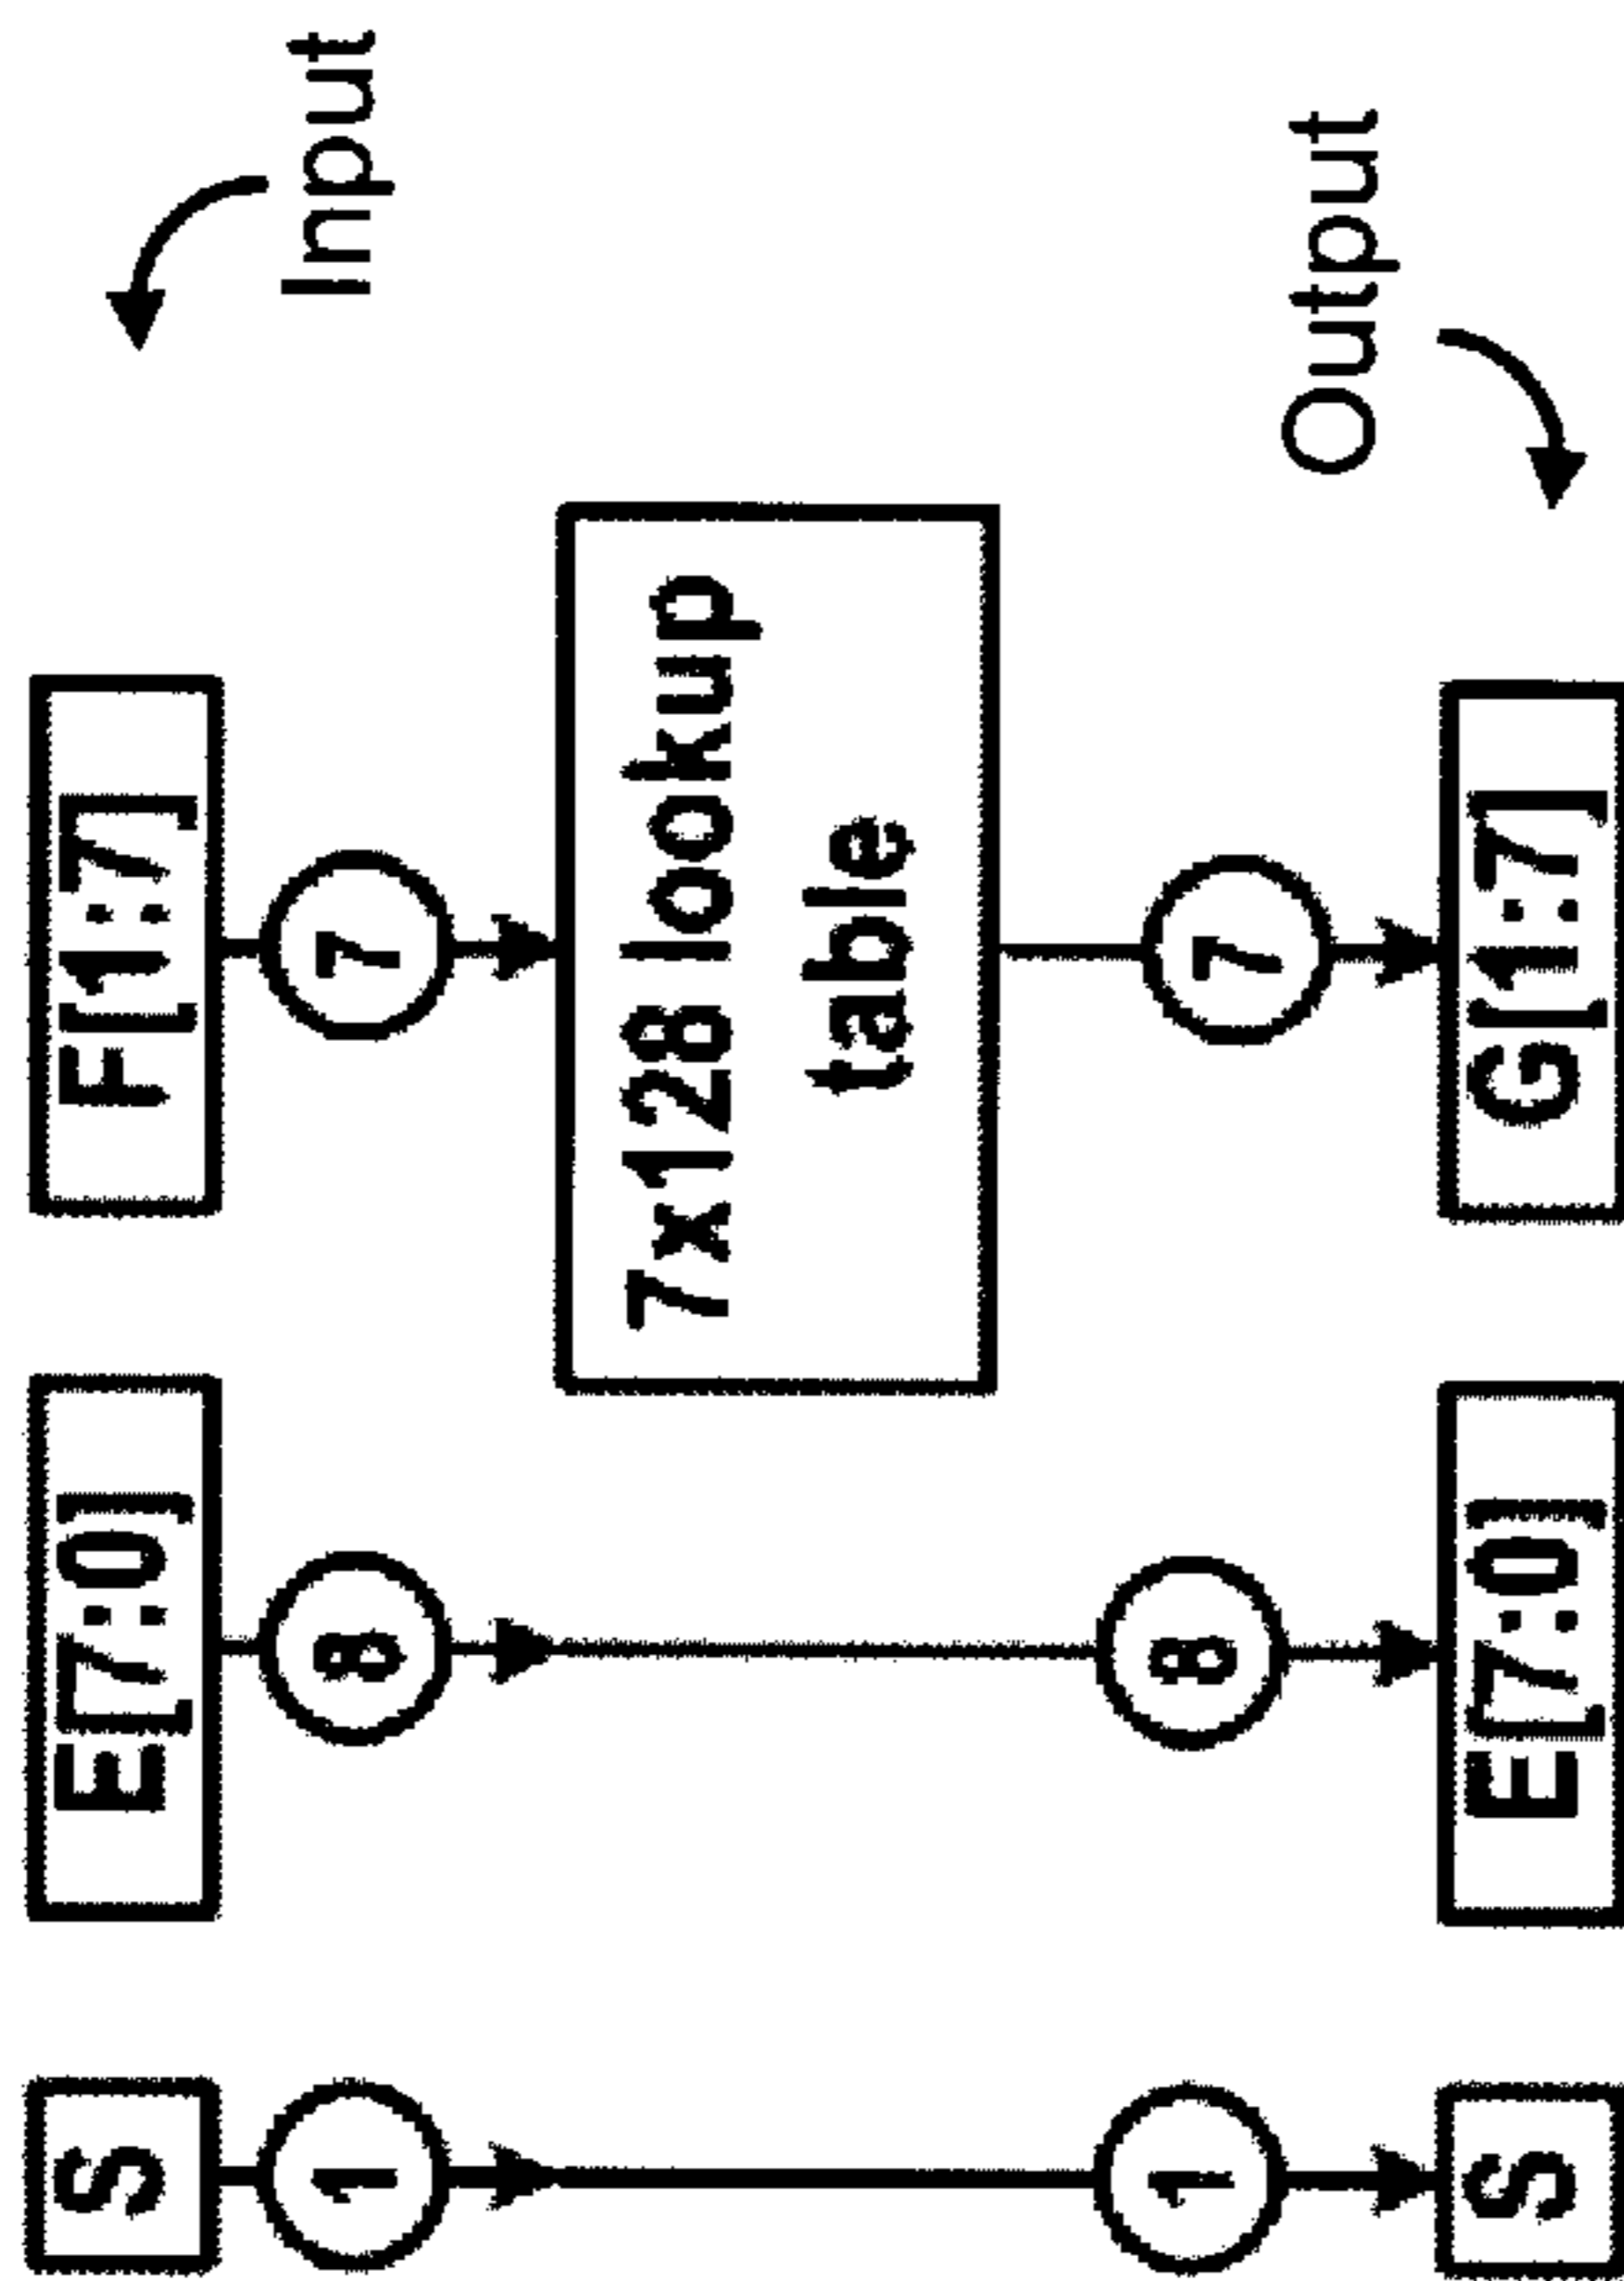 S
E[7:0]
F[1:7]
Input
1
8
7
7x128 lookup
table
1
8
7
Output
S
E[7:0]
G[1:7]